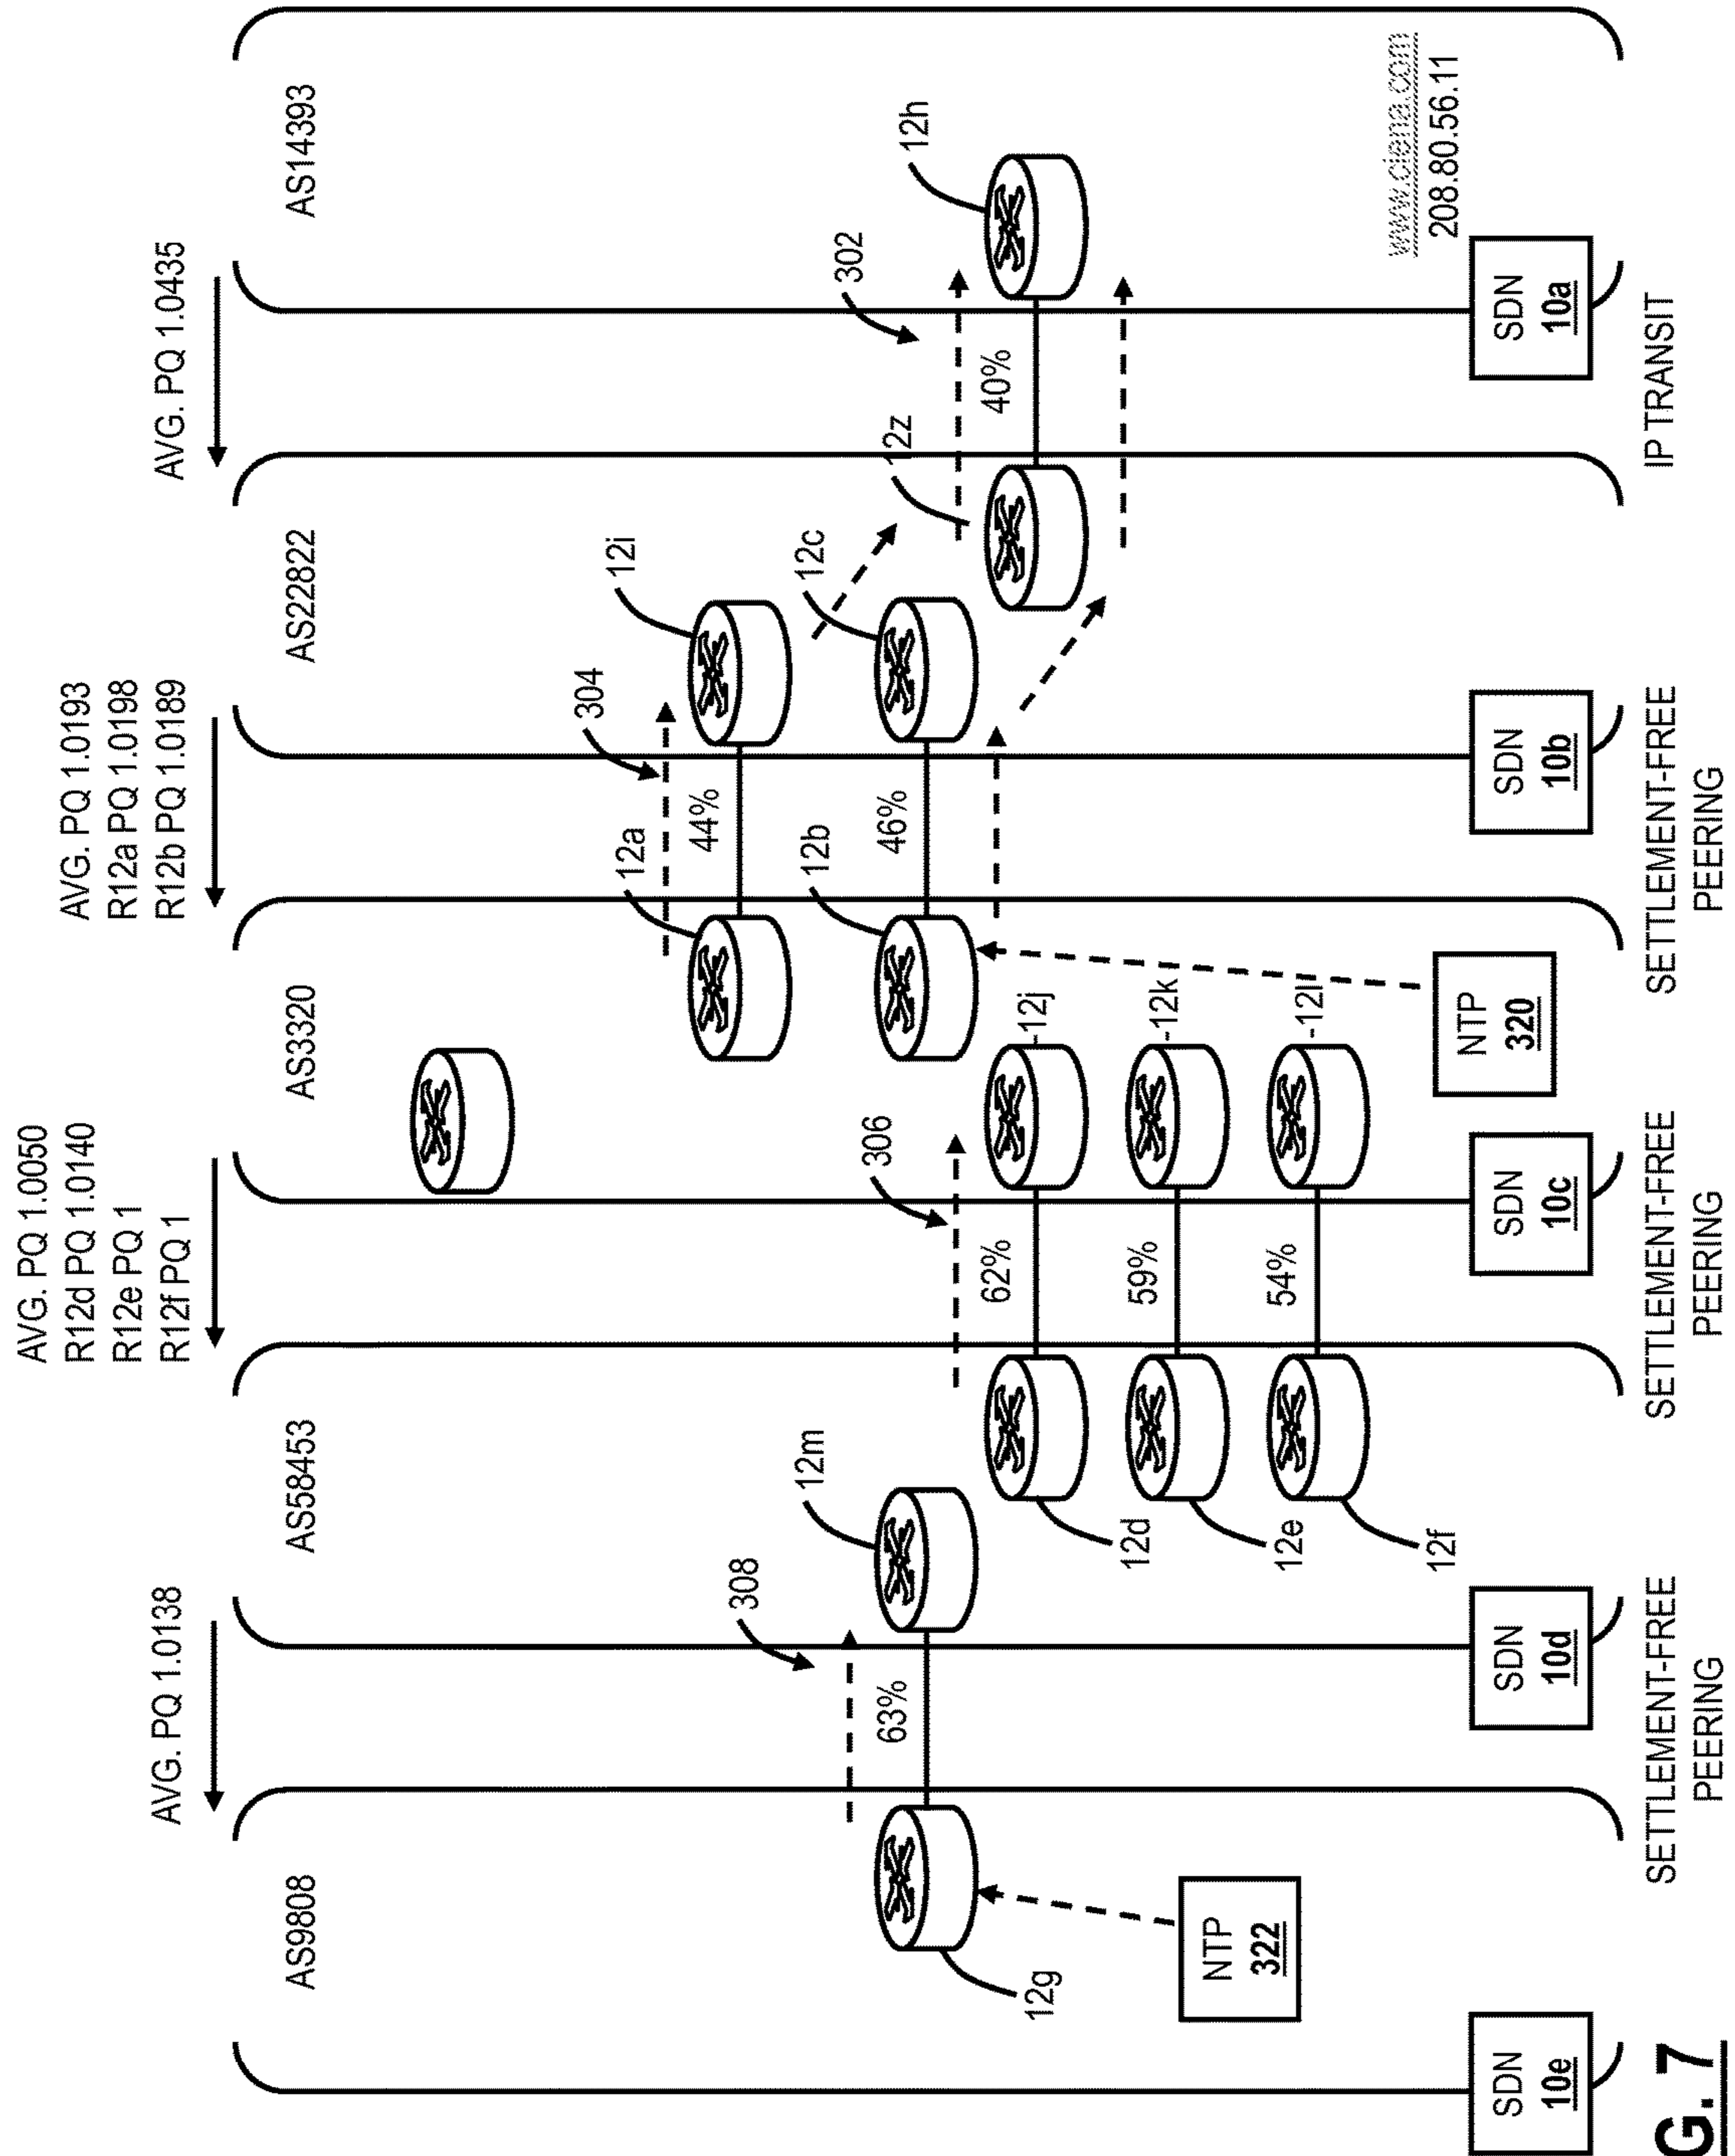 AVG. PQ 1.0138
AVG. PQ 1.0050
R12d PQ 1.0140
R12e PQ 1
R12f PQ 1
AVG. PQ 1.0193
R12a PQ 1.0198
R12b PQ 1.0189
AVG. PQ 1.0435
AS9808
AS58453
AS3320
AS22822
AS14393
308
63%
12m
12g
NTP
322
306
62%
59%
54%
12d
12e
12f
12j
12k
12l
304
12a
44%
12i
12b
46%
12c
NTP
320
302
12z
40%
12h
www.ciena.com
208.80.56.11
SDN
10e
SDN
10d
SDN
10c
SDN
10b
SDN
10a
SETTLEMENT-FREE
PEERING
SETTLEMENT-FREE
PEERING
SETTLEMENT-FREE
PEERING
IP TRANSIT
G. 7